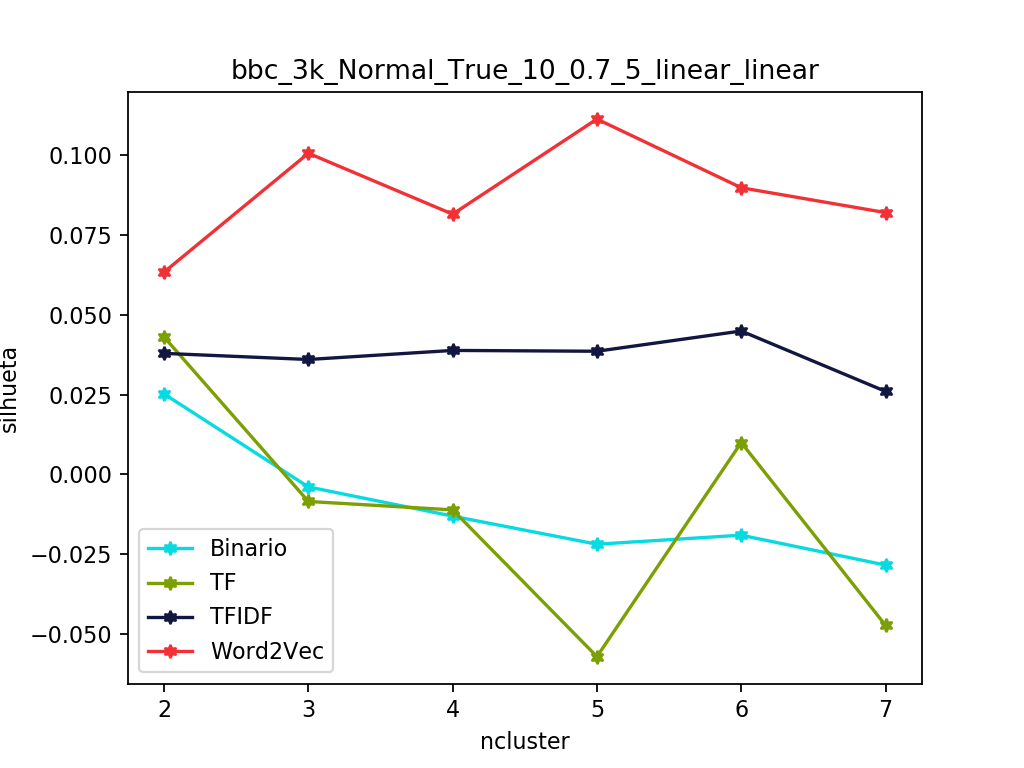 bbc_3k_Normal_True_10_0.7_5_linear_linear
0.100
0.075
0.050
0.025
0.000
−0.025
−0.050
silhueta
Binario
TF
TFIDF
Word2Vec
2 3 4 5 6 7
ncluster